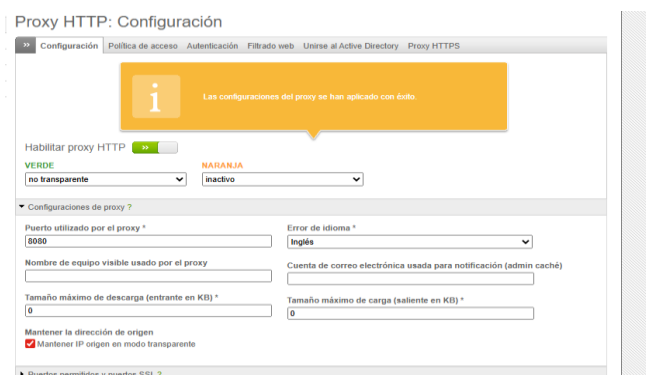 Proxy HTTP: Configuración
» Configuración Política de acceso Autenticación Filtrado web Unirse al Active Directory Proxy HTTPS
i
Las configuraciones del proxy se han aplicado con éxito.
Habilitar proxy HTTP »
VERDE NARANJA
no transparente inactivo
Configuraciones de proxy ?
Puerto utilizado por el proxy * Error de idioma *
8080 Inglés
Nombre de equipo visible usado por el proxy Cuenta de correo electrónica usada para notificación (admin caché)
Tamaño máximo de descarga (entrante en KB) * Tamaño máximo de carga (saliente en KB) *
0 0
Mantener la dirección de origen
Mantener IP origen en modo transparente
Puertos permitidos y puertos SSL ?